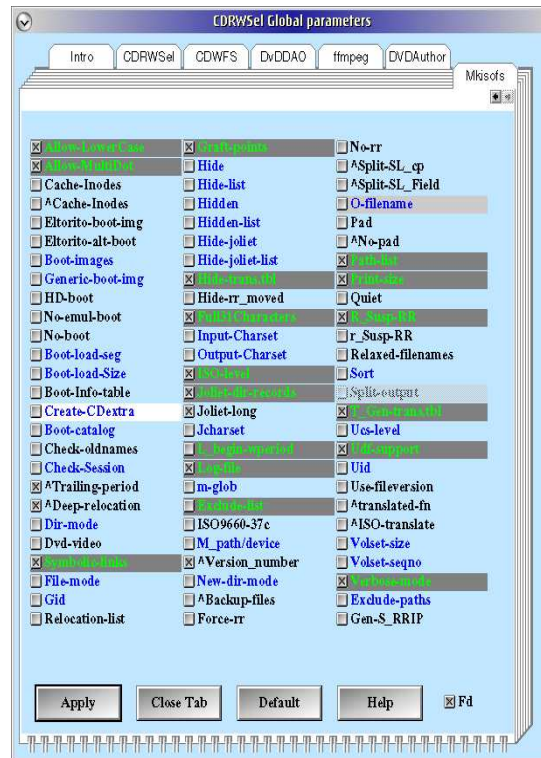 CDRWSel Global parameters
Intro CDRWSel CDWFS DvDDAO ffmpeg DVDAuthor
Mkisofs
Allow-LowerCase Graft-points No-rr
Allow-MultiDot Hide ^Split-SL_cp
Cache-Inodes Hide-list ^Split-SL_Field
^Cache-Inodes Hidden O-filename
Eltorito-boot-img Hidden-list Pad
Eltorito-alt-boot Hide-joliet ^No-pad
Boot-images Hide-joliet-list Path-list
Generic-boot-img Hide-trans.tbl Print-size
HD-boot Hide-rr_moved Quiet
No-emul-boot Full31Characters R_Susp-RR
No-boot Input-Charset r_Susp-RR
Boot-load-seg Output-Charset Relaxed-filenames
Boot-load-Size ISO-level Sort
Boot-Info-table Joliet-dir-records Split-output
Create-CDextra Joliet-long T_Gen-trans.tbl
Boot-catalog Jcharset Ucs-level
Check-oldnames L_begin-wperiod Udf-support
Check-Session Log-file Uid
^Trailing-period m-glob Use-fileversion
^Deep-relocation Exclude-list ^translated-fn
Dir-mode ISO9660-37c ^ISO-translate
Dvd-video M_path/device Volset-size
Symbolic-links ^Version_number Volset-seqno
File-mode New-dir-mode Verbose-mode
Gid ^Backup-files Exclude-paths
Relocation-list Force-rr Gen-S_RRIP
Apply Close Tab Default Help Fd